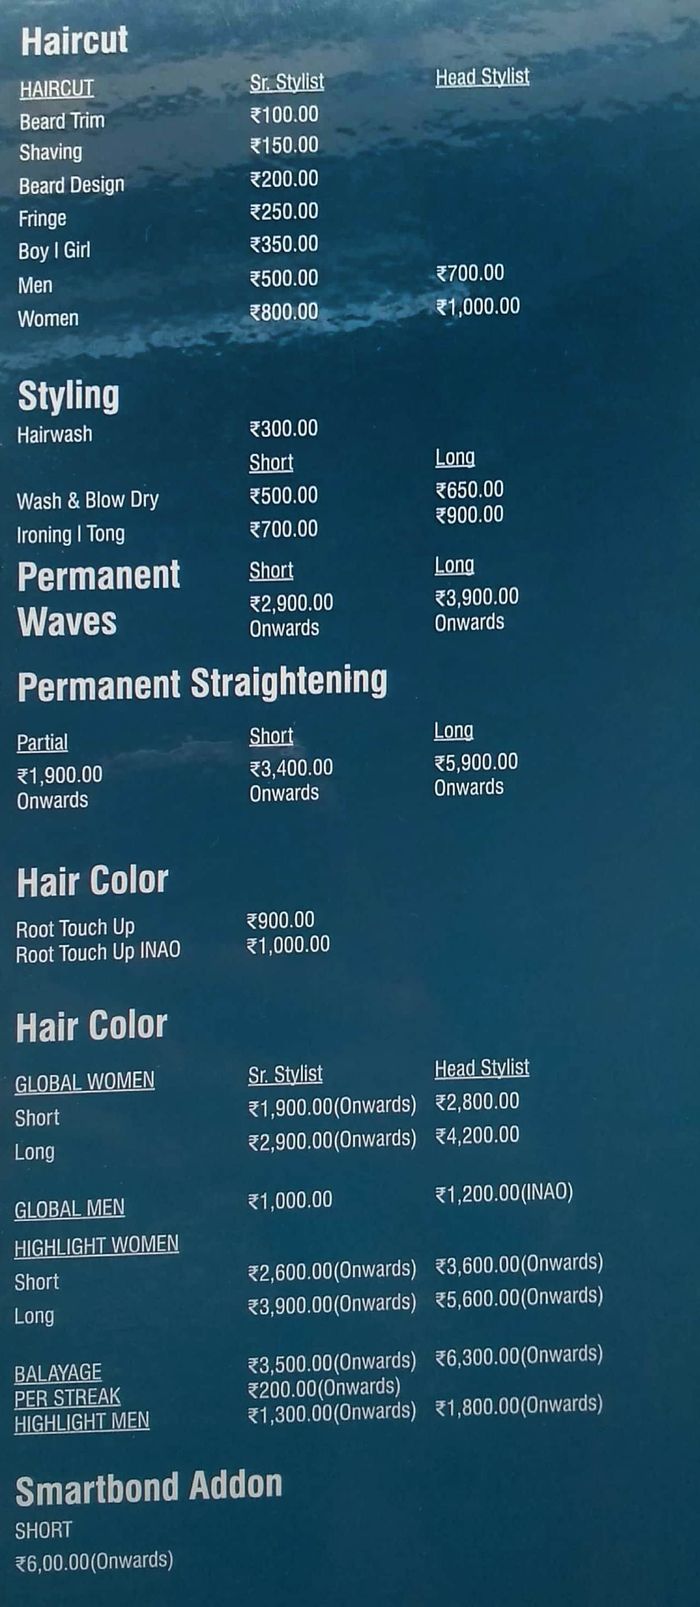 Haircut
HAIRCUT Sr. Stylist Head Stylist
Beard Trim ₹100.00
Shaving ₹150.00
Beard Design ₹200.00
Fringe ₹250.00
Boy | Girl ₹350.00
Men ₹500.00 ₹700.00
Women ₹800.00 ₹1,000.00
Styling
Hairwash ₹300.00
Short Long
Wash & Blow Dry ₹500.00 ₹650.00
Ironing | Tong ₹700.00 ₹900.00
Permanent Short Long
Waves ₹2,900.00 ₹3,900.00
Onwards Onwards
Permanent Straightening
Partial Short Long
₹1,900.00 ₹3,400.00 ₹5,900.00
Onwards Onwards Onwards
Hair Color
Root Touch Up ₹900.00
Root Touch Up INAO ₹1,000.00
Hair Color
GLOBAL WOMEN Sr. Stylist Head Stylist
Short ₹1,900.00(Onwards) ₹2,800.00
Long ₹2,900.00(Onwards) ₹4,200.00
GLOBAL MEN ₹1,000.00 ₹1,200.00(INAO)
HIGHLIGHT WOMEN
Short ₹2,600.00(Onwards) ₹3,600.00(Onwards)
Long ₹3,900.00(Onwards) ₹5,600.00(Onwards)
BALAYAGE ₹3,500.00(Onwards) ₹6,300.00(Onwards)
PER STREAK ₹200.00(Onwards)
HIGHLIGHT MEN ₹1,300.00(Onwards) ₹1,800.00(Onwards)
Smartbond Addon
SHORT
₹6,00.00(Onwards)